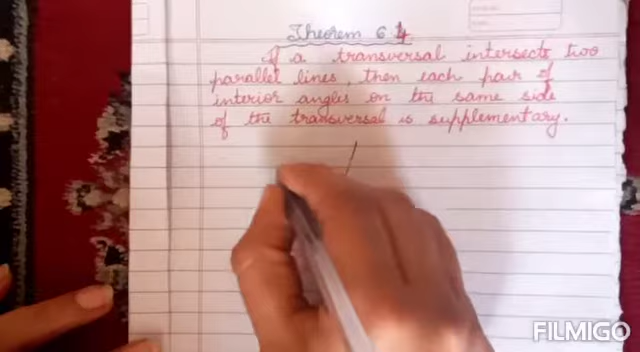 Theorem 6.4
If a transversal intersects two
parallel lines, then each pair of
interior angles on the same side
of the transversal is supplementary.
FILMIGO